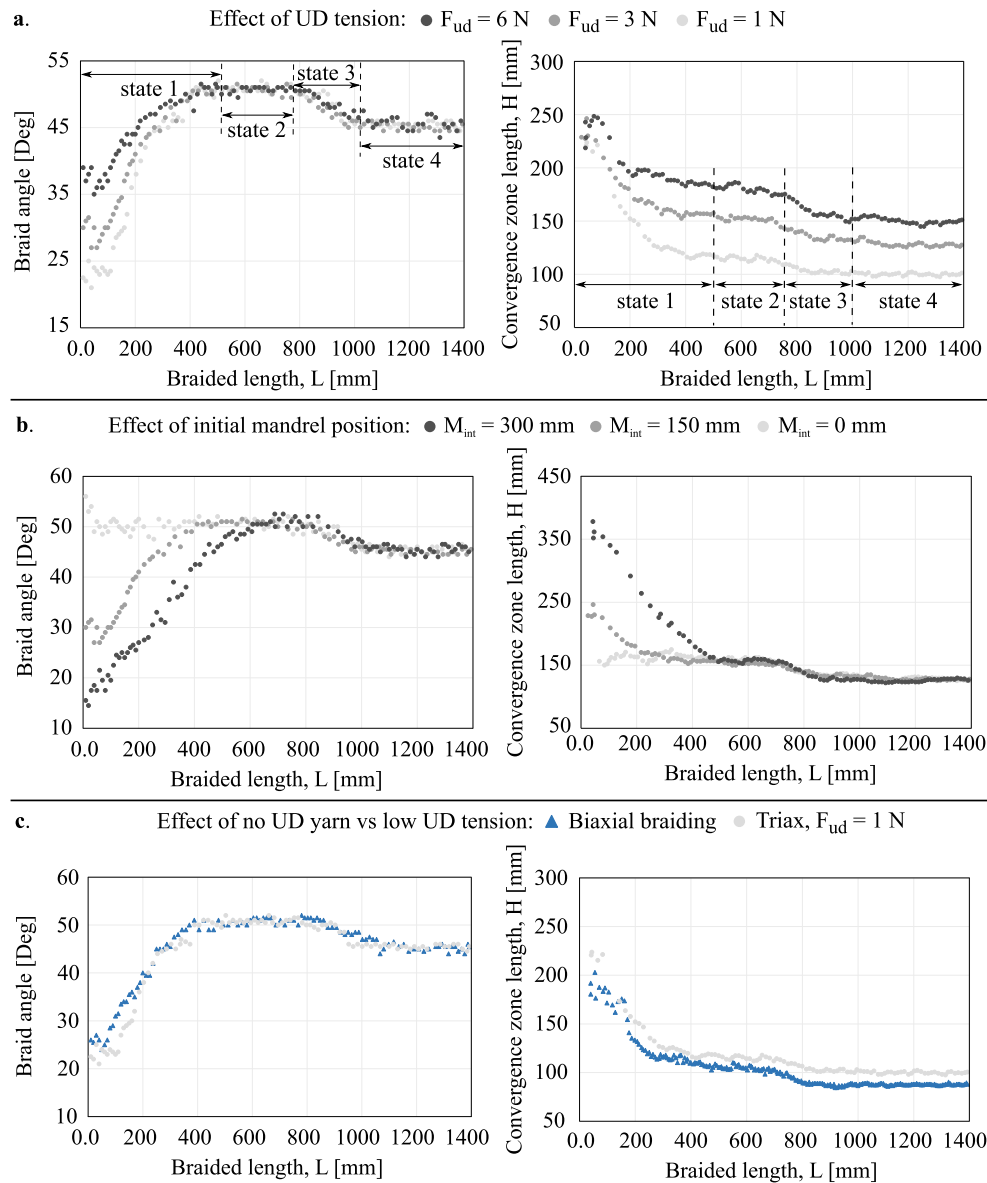 a.
Effect of UD tension: ● F_ud = 6 N ● F_ud = 3 N ● F_ud = 1 N
Braid angle [Deg]
55
45
35
25
15
state 1
state 2
state 3
state 4
0.0 200 400 600 800 1000 1200 1400
Braided length, L [mm]
Convergence zone length, H [mm]
300
250
200
150
100
50
state 1 state 2 state 3 state 4
0.0 200 400 600 800 1000 1200 1400
Braided length, L [mm]
b.
Effect of initial mandrel position: ● M_int = 300 mm ● M_int = 150 mm ● M_int = 0 mm
Braid angle [Deg]
60
50
40
30
20
10
0.0 200 400 600 800 1000 1200 1400
Braided length, L [mm]
Convergence zone length, H [mm]
450
350
250
150
50
0.0 200 400 600 800 1000 1200 1400
Braided length, L [mm]
c.
Effect of no UD yarn vs low UD tension: ▲ Biaxial braiding ● Triax, F_ud = 1 N
Braid angle [Deg]
60
50
40
30
20
10
0.0 200 400 600 800 1000 1200 1400
Braided length, L [mm]
Convergence zone length, H [mm]
300
250
200
150
100
50
0.0 200 400 600 800 1000 1200 1400
Braided length, L [mm]